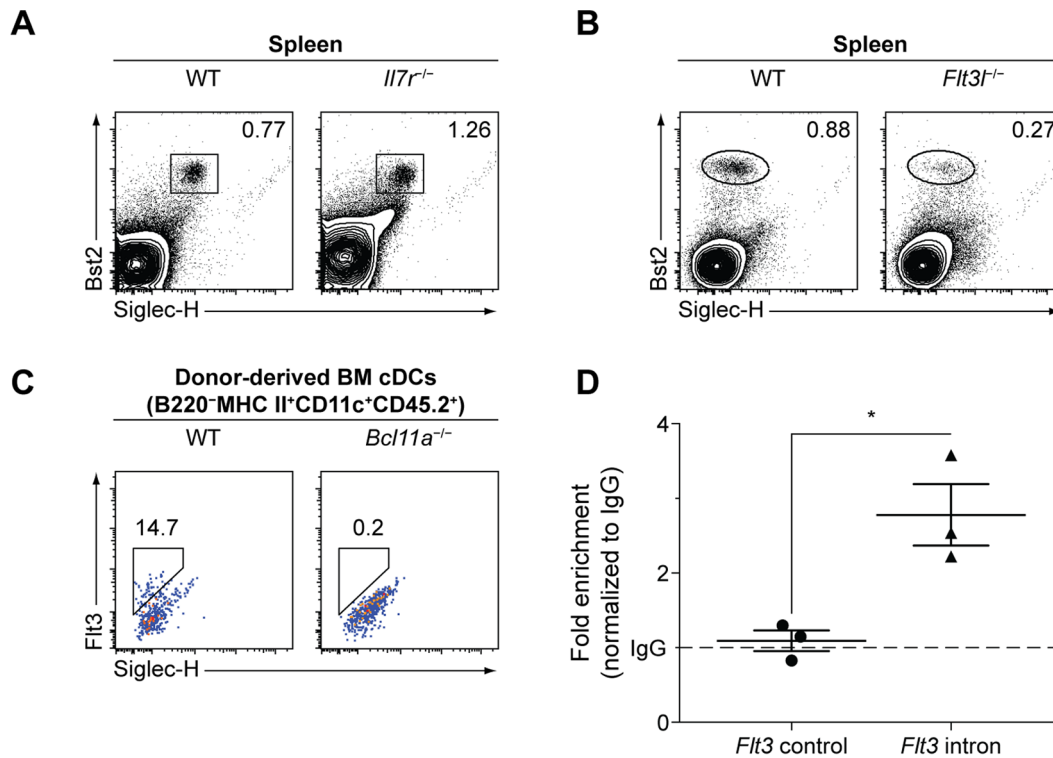 A
Spleen
WT
Il7r⁻/⁻
0.77
1.26
Bst2
Siglec-H
B
Spleen
WT
Flt3l⁻/⁻
0.88
0.27
Bst2
Siglec-H
C
Donor-derived BM cDCs
(B220⁻MHC II⁺CD11c⁺CD45.2⁺)
WT
Bcl11a⁻/⁻
14.7
0.2
Flt3
Siglec-H
D
Fold enrichment
(normalized to IgG)
4
2
IgG
0
*
Flt3 control
Flt3 intron